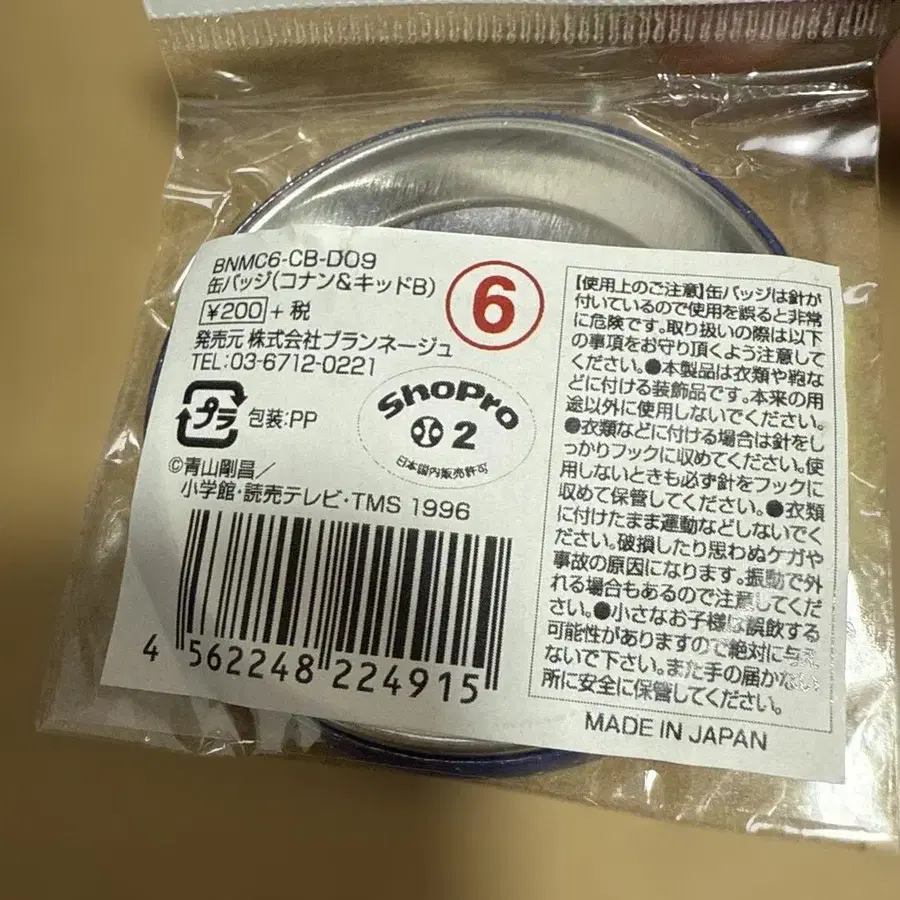 BNMC6-CB-D09
缶バッジ(コナン&キッドB)
¥200+税
発売元 株式会社ブランネージュ
TEL:03-6712-0221
6
プラ
包装:PP
ShoPro
2
日本国内販売許可
©青山剛昌/
小学館・読売テレビ・TMS 1996
4 562248 224915
【使用上のご注意】缶バッジは針が
付いているので使用を誤ると非常
に危険です。取り扱いの際は以下
の事項をお守り頂くよう注意して
ください。●本製品は衣類や鞄な
どに付ける装飾品です。本来の用
途以外に使用しないでください。
●衣類などに付ける場合は針をし
っかりフックに収めてください。使
用しないときも必ず針をフックに
収めて保管してください。●衣類
に付けたまま運動などしないでく
ださい。破損したり思わぬケガや
事故の原因になります。振動で外
れる場合もあるので注意してくだ
さい。●小さなお子様は誤飲する
可能性がありますので絶対に与え
ないで下さい。また手の届かない
所に安全に保管してください。
MADE IN JAPAN